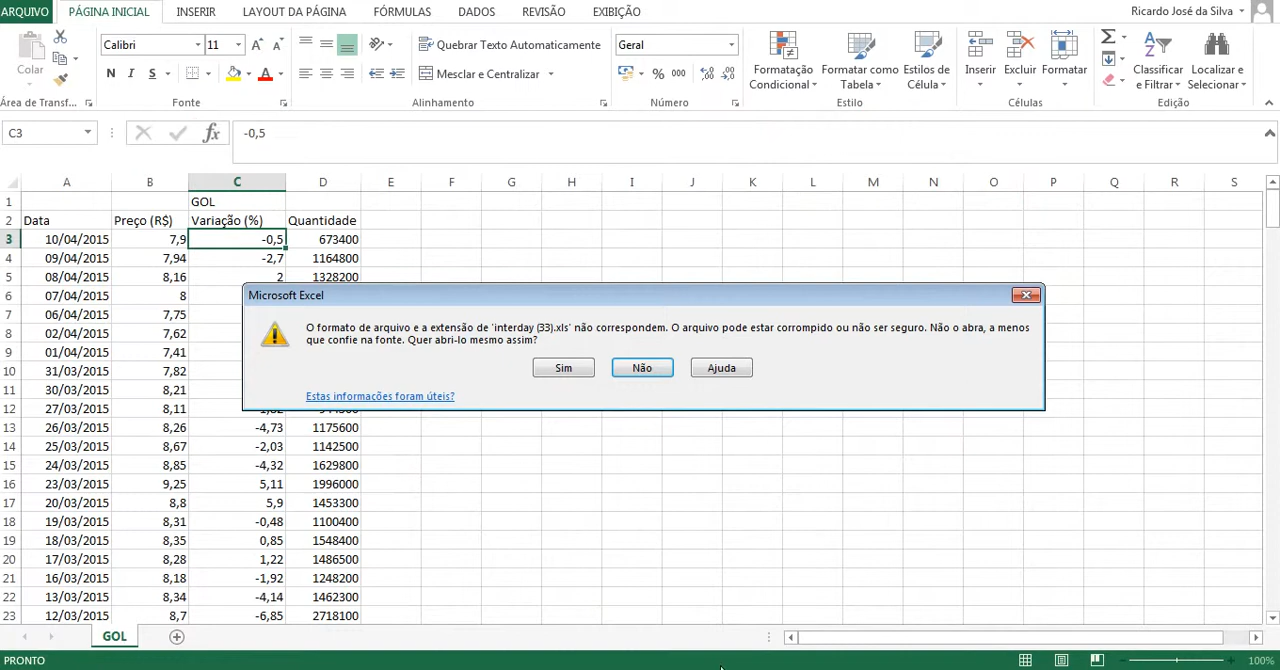 ARQUIVO PÁGINA INICIAL INSERIR LAYOUT DA PÁGINA FÓRMULAS DADOS REVISÃO EXIBIÇÃO Ricardo José da Silva
Colar Calibri 11 Quebrar Texto Automaticamente Geral
N I S Mesclar e Centralizar % 000
Formatação Condicional Formatar como Tabela Estilos de Célula Inserir Excluir Formatar Classificar e Filtrar Localizar e Selecionar
Área de Transf... Fonte Alinhamento Número Estilo Células Edição
C3 fx -0,5
A B C D E F G H I J K L M N O P Q R S
1 GOL
2 Data Preço (R$) Variação (%) Quantidade
3 10/04/2015 7,9 -0,5 673400
4 09/04/2015 7,94 -2,7 1164800
5 08/04/2015 8,16 2 1328200
6 07/04/2015 8
7 06/04/2015 7,75
8 02/04/2015 7,62
9 01/04/2015 7,41
10 31/03/2015 7,82
11 30/03/2015 8,21
12 27/03/2015 8,11
13 26/03/2015 8,26 -4,73 1175600
14 25/03/2015 8,67 -2,03 1142500
15 24/03/2015 8,85 -4,32 1629800
16 23/03/2015 9,25 5,11 1996000
17 20/03/2015 8,8 5,9 1453300
18 19/03/2015 8,31 -0,48 1100400
19 18/03/2015 8,35 0,85 1548400
20 17/03/2015 8,28 1,22 1486500
21 16/03/2015 8,18 -1,92 1248200
22 13/03/2015 8,34 -4,14 1462300
23 12/03/2015 8,7 -6,85 2718100
Microsoft Excel
O formato de arquivo e a extensão de 'interday (33).xls' não correspondem. O arquivo pode estar corrompido ou não ser seguro. Não o abra, a menos
que confie na fonte. Quer abri-lo mesmo assim?
Sim Não Ajuda
Estas informações foram úteis?
GOL
PRONTO 100%